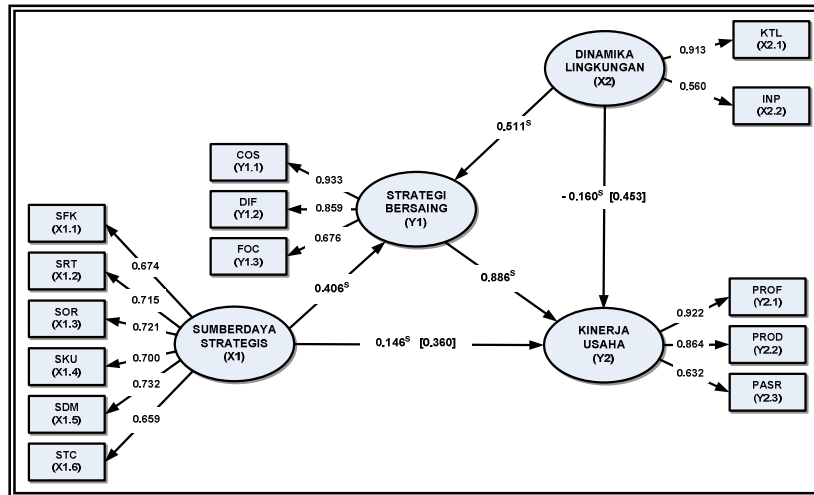 KTL
(X2.1)
DINAMIKA
LINGKUNGAN
(X2)
0.913
0.560
INP
(X2.2)
0.511S
COS
(Y1.1)
0.933
DIF
(Y1.2)
0.859
FOC
(Y1.3)
0.676
STRATEGI
BERSAING
(Y1)
- 0.160S [0.453]
SFK
(X1.1)
0.674
SRT
(X1.2)
0.715
SOR
(X1.3)
0.721
SKU
(X1.4)
0.700
SDM
(X1.5)
0.732
STC
(X1.6)
0.659
SUMBERDAYA
STRATEGIS
(X1)
0.406S
0.886S
0.146S [0.360]
KINERJA
USAHA
(Y2)
0.922
PROF
(Y2.1)
0.864
PROD
(Y2.2)
0.632
PASR
(Y2.3)